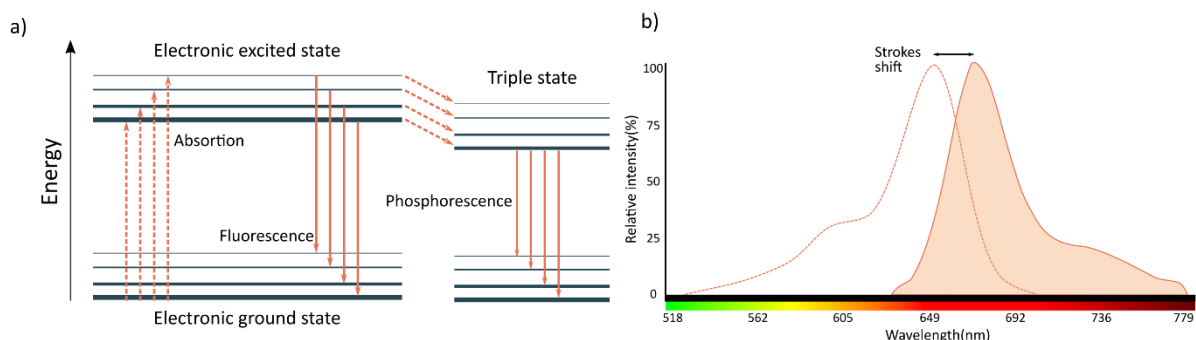 a)
Electronic excited state
Triple state
Absortion
Energy
Phosphorescence
Fluorescence
Electronic ground state
b)
Strokes
shift
100
75
50
25
0
Relative intensity(%)
518 562 605 649 692 736 779
Wavelength(nm)